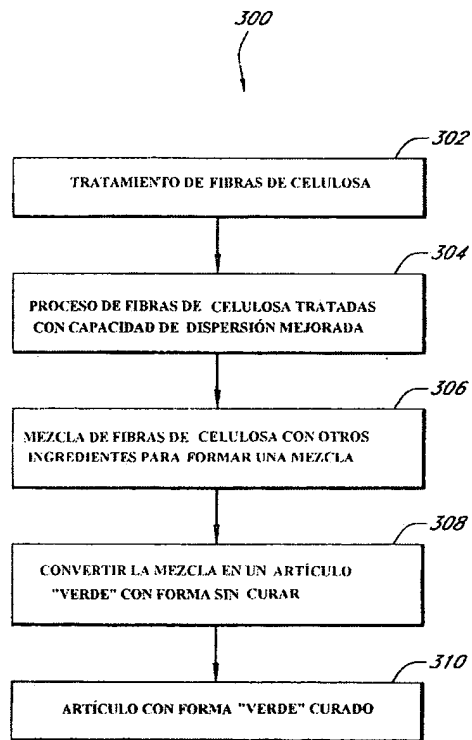 300
302
TRATAMIENTO DE FIBRAS DE CELULOSA
304
PROCESO DE FIBRAS DE CELULOSA TRATADAS
CON CAPACIDAD DE DISPERSIÓN MEJORADA
306
MEZCLA DE FIBRAS DE CELULOSA CON OTROS
INGREDIENTES PARA FORMAR UNA MEZCLA
308
CONVERTIR LA MEZCLA EN UN ARTÍCULO
"VERDE" CON FORMA SIN CURAR
310
ARTÍCULO CON FORMA "VERDE" CURADO